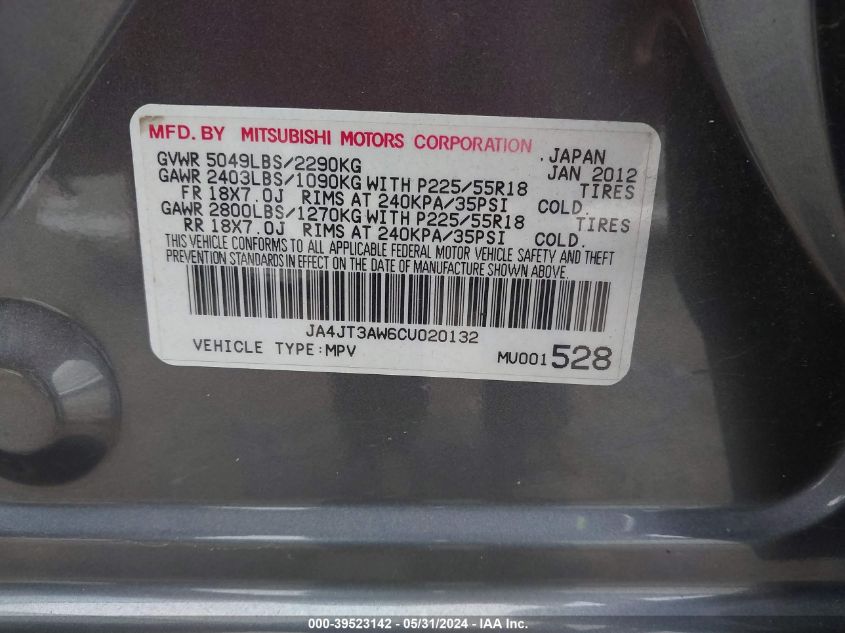 MFD. BY MITSUBISHI MOTORS CORPORATION
GVWR 5049LBS/2290KG .JAPAN
GAWR 2403LBS/1090KG WITH P225/55R18 JAN 2012
FR 18X7.0J RIMS AT 240KPA/35PSI COLD. TIRES
GAWR 2800LBS/1270KG WITH P225/55R18 TIRES
RR 18X7.0J RIMS AT 240KPA/35PSI COLD.
THIS VEHICLE CONFORMS TO ALL APPLICABLE FEDERAL MOTOR VEHICLE SAFETY AND THEFT
PREVENTION STANDARDS IN EFFECT ON THE DATE OF MANUFACTURE SHOWN ABOVE.
JA4JT3AW6CU020132
VEHICLE TYPE:MPV MU001528
000-39523142 - 05/31/2024 - IAA Inc.